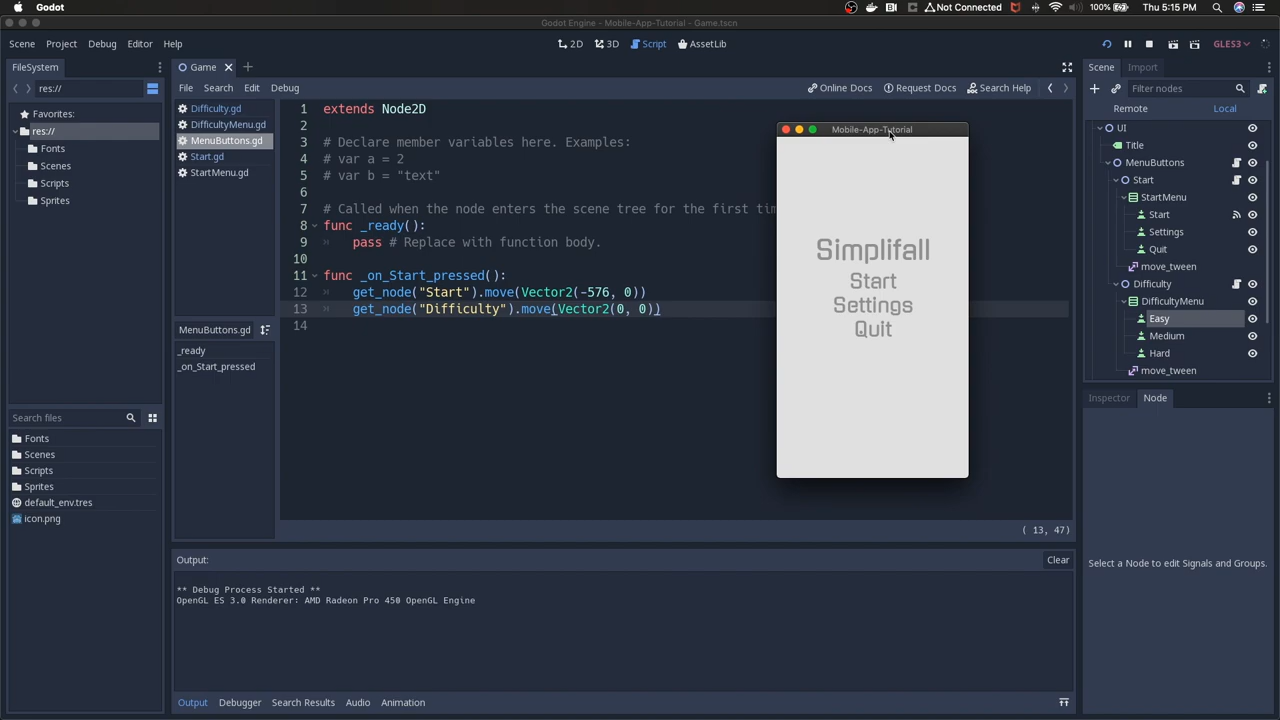 Godot
Not Connected
100%
Thu 5:15 PM
Godot Engine - Mobile-App-Tutorial - Game.tscn
Scene Project Debug Editor Help
2D 3D Script AssetLib
GLES3
FileSystem
res://
Favorites:
res://
Fonts
Scenes
Scripts
Sprites
Search files
Fonts
Scenes
Scripts
Sprites
default_env.tres
icon.png
Game
File Search Edit Debug
Online Docs Request Docs Search Help
Difficulty.gd
DifficultyMenu.gd
MenuButtons.gd
Start.gd
StartMenu.gd
MenuButtons.gd
_ready
_on_Start_pressed
1 extends Node2D
2
3 # Declare member variables here. Examples:
4 # var a = 2
5 # var b = "text"
6
7 # Called when the node enters the scene tree for the first tim
8 func _ready():
9 pass # Replace with function body.
10
11 func _on_Start_pressed():
12 get_node("Start").move(Vector2(-576, 0))
13 get_node("Difficulty").move(Vector2(0, 0))
14
( 13, 47)
Mobile-App-Tutorial
Simplifall
Start
Settings
Quit
Output:
Clear
** Debug Process Started **
OpenGL ES 3.0 Renderer: AMD Radeon Pro 450 OpenGL Engine
Output Debugger Search Results Audio Animation
Scene Import
Filter nodes
Remote Local
UI
Title
MenuButtons
Start
StartMenu
Start
Settings
Quit
move_tween
Difficulty
DifficultyMenu
Easy
Medium
Hard
move_tween
Inspector Node
Select a Node to edit Signals and Groups.